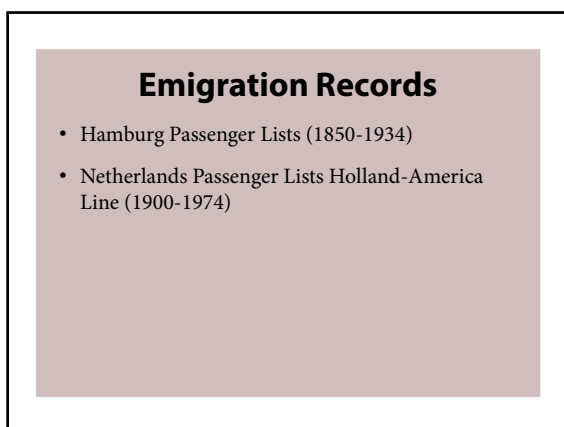 Emigration Records
• Hamburg Passenger Lists (1850-1934)
• Netherlands Passenger Lists Holland-America
Line (1900-1974)